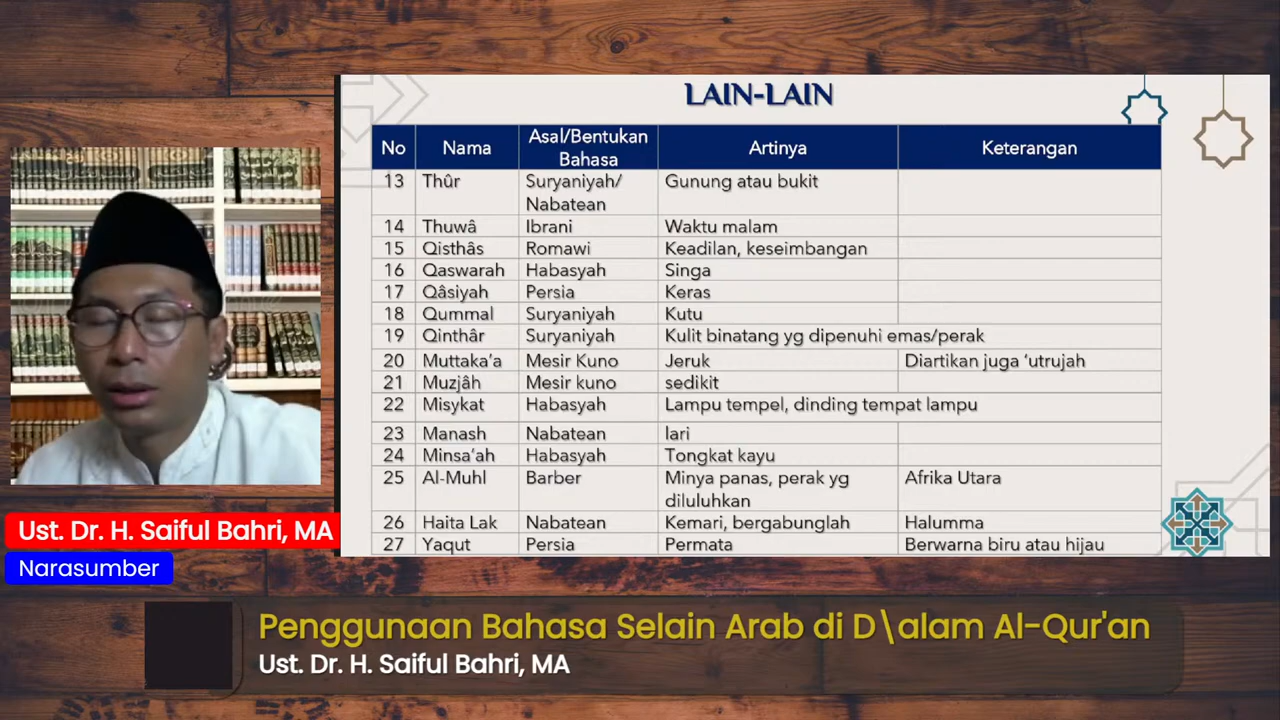 LAIN-LAIN
No Nama Asal/Bentukan Bahasa Artinya Keterangan
13 Thûr Suryaniyah/ Nabatean Gunung atau bukit
14 Thuwâ Ibrani Waktu malam
15 Qisthâs Romawi Keadilan, keseimbangan
16 Qaswarah Habasyah Singa
17 Qâsiyah Persia Keras
18 Qummal Suryaniyah Kutu
19 Qinthâr Suryaniyah Kulit binatang yg dipenuhi emas/perak
20 Muttaka'a Mesir Kuno Jeruk Diartikan juga 'utrujah
21 Muzjâh Mesir kuno sedikit
22 Misykat Habasyah Lampu tempel, dinding tempat lampu
23 Manash Nabatean lari
24 Minsa'ah Habasyah Tongkat kayu
25 Al-Muhl Barber Minya panas, perak yg diluluhkan Afrika Utara
26 Haita Lak Nabatean Kemari, bergabunglah Halumma
27 Yaqut Persia Permata Berwarna biru atau hijau
Ust. Dr. H. Saiful Bahri, MA
Narasumber
Penggunaan Bahasa Selain Arab di D\alam Al-Qur'an
Ust. Dr. H. Saiful Bahri, MA